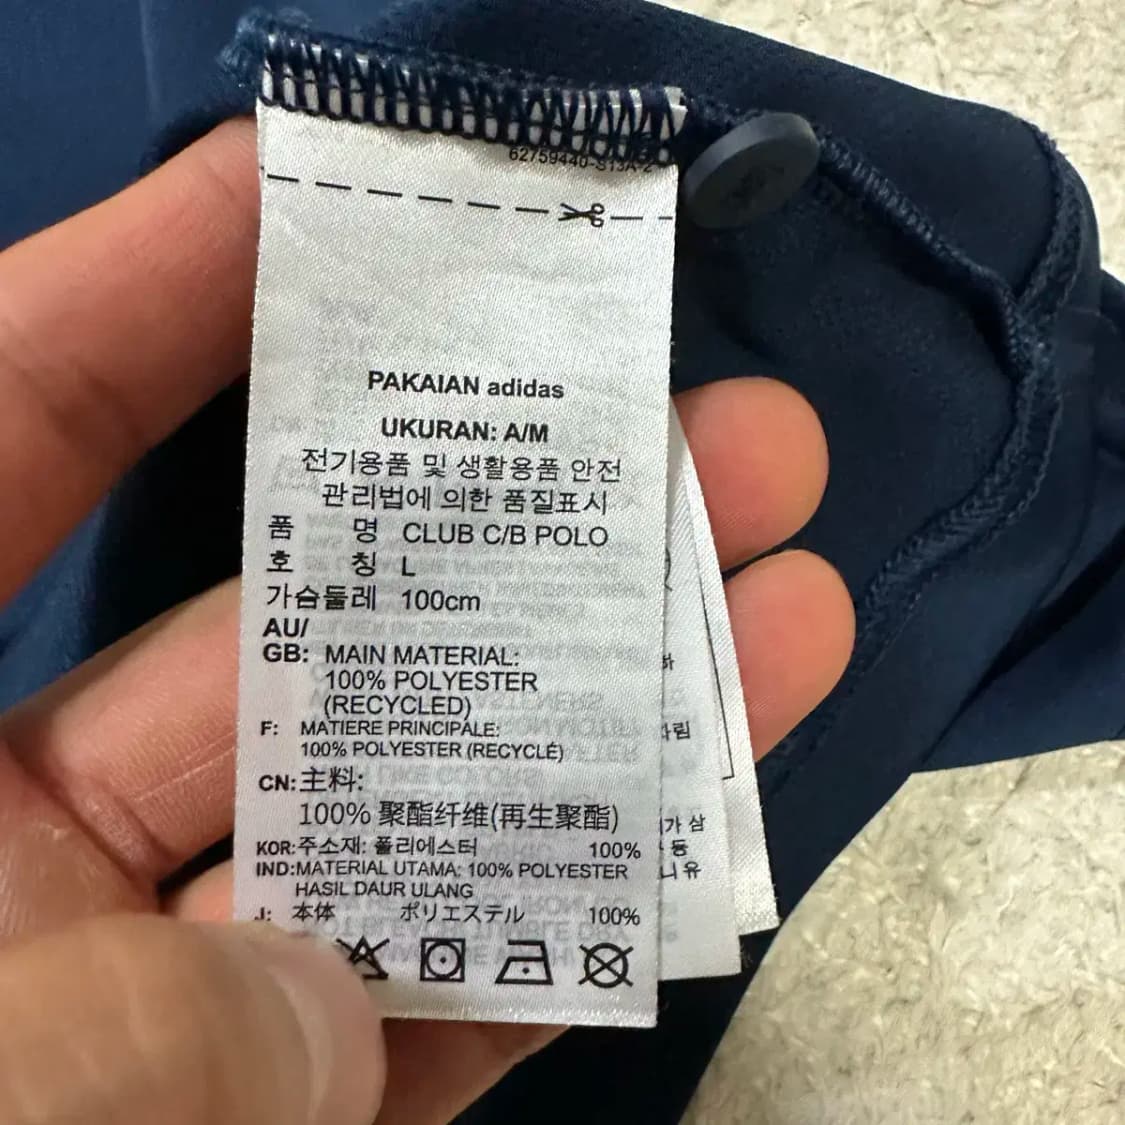 62759440-S13A-2
PAKAIAN adidas
UKURAN: A/M
전기용품 및 생활용품 안전
관리법에 의한 품질표시
품 명 CLUB C/B POLO
호 칭 L
가슴둘레 100cm
AU/
GB: MAIN MATERIAL:
100% POLYESTER
(RECYCLED)
F: MATIERE PRINCIPALE:
100% POLYESTER (RECYCLÉ)
CN: 主料:
100% 聚酯纤维(再生聚酯)
KOR: 주소재: 폴리에스터 100%
IND: MATERIAL UTAMA: 100% POLYESTER
HASIL DAUR ULANG
J: 本体 ポリエステル 100%